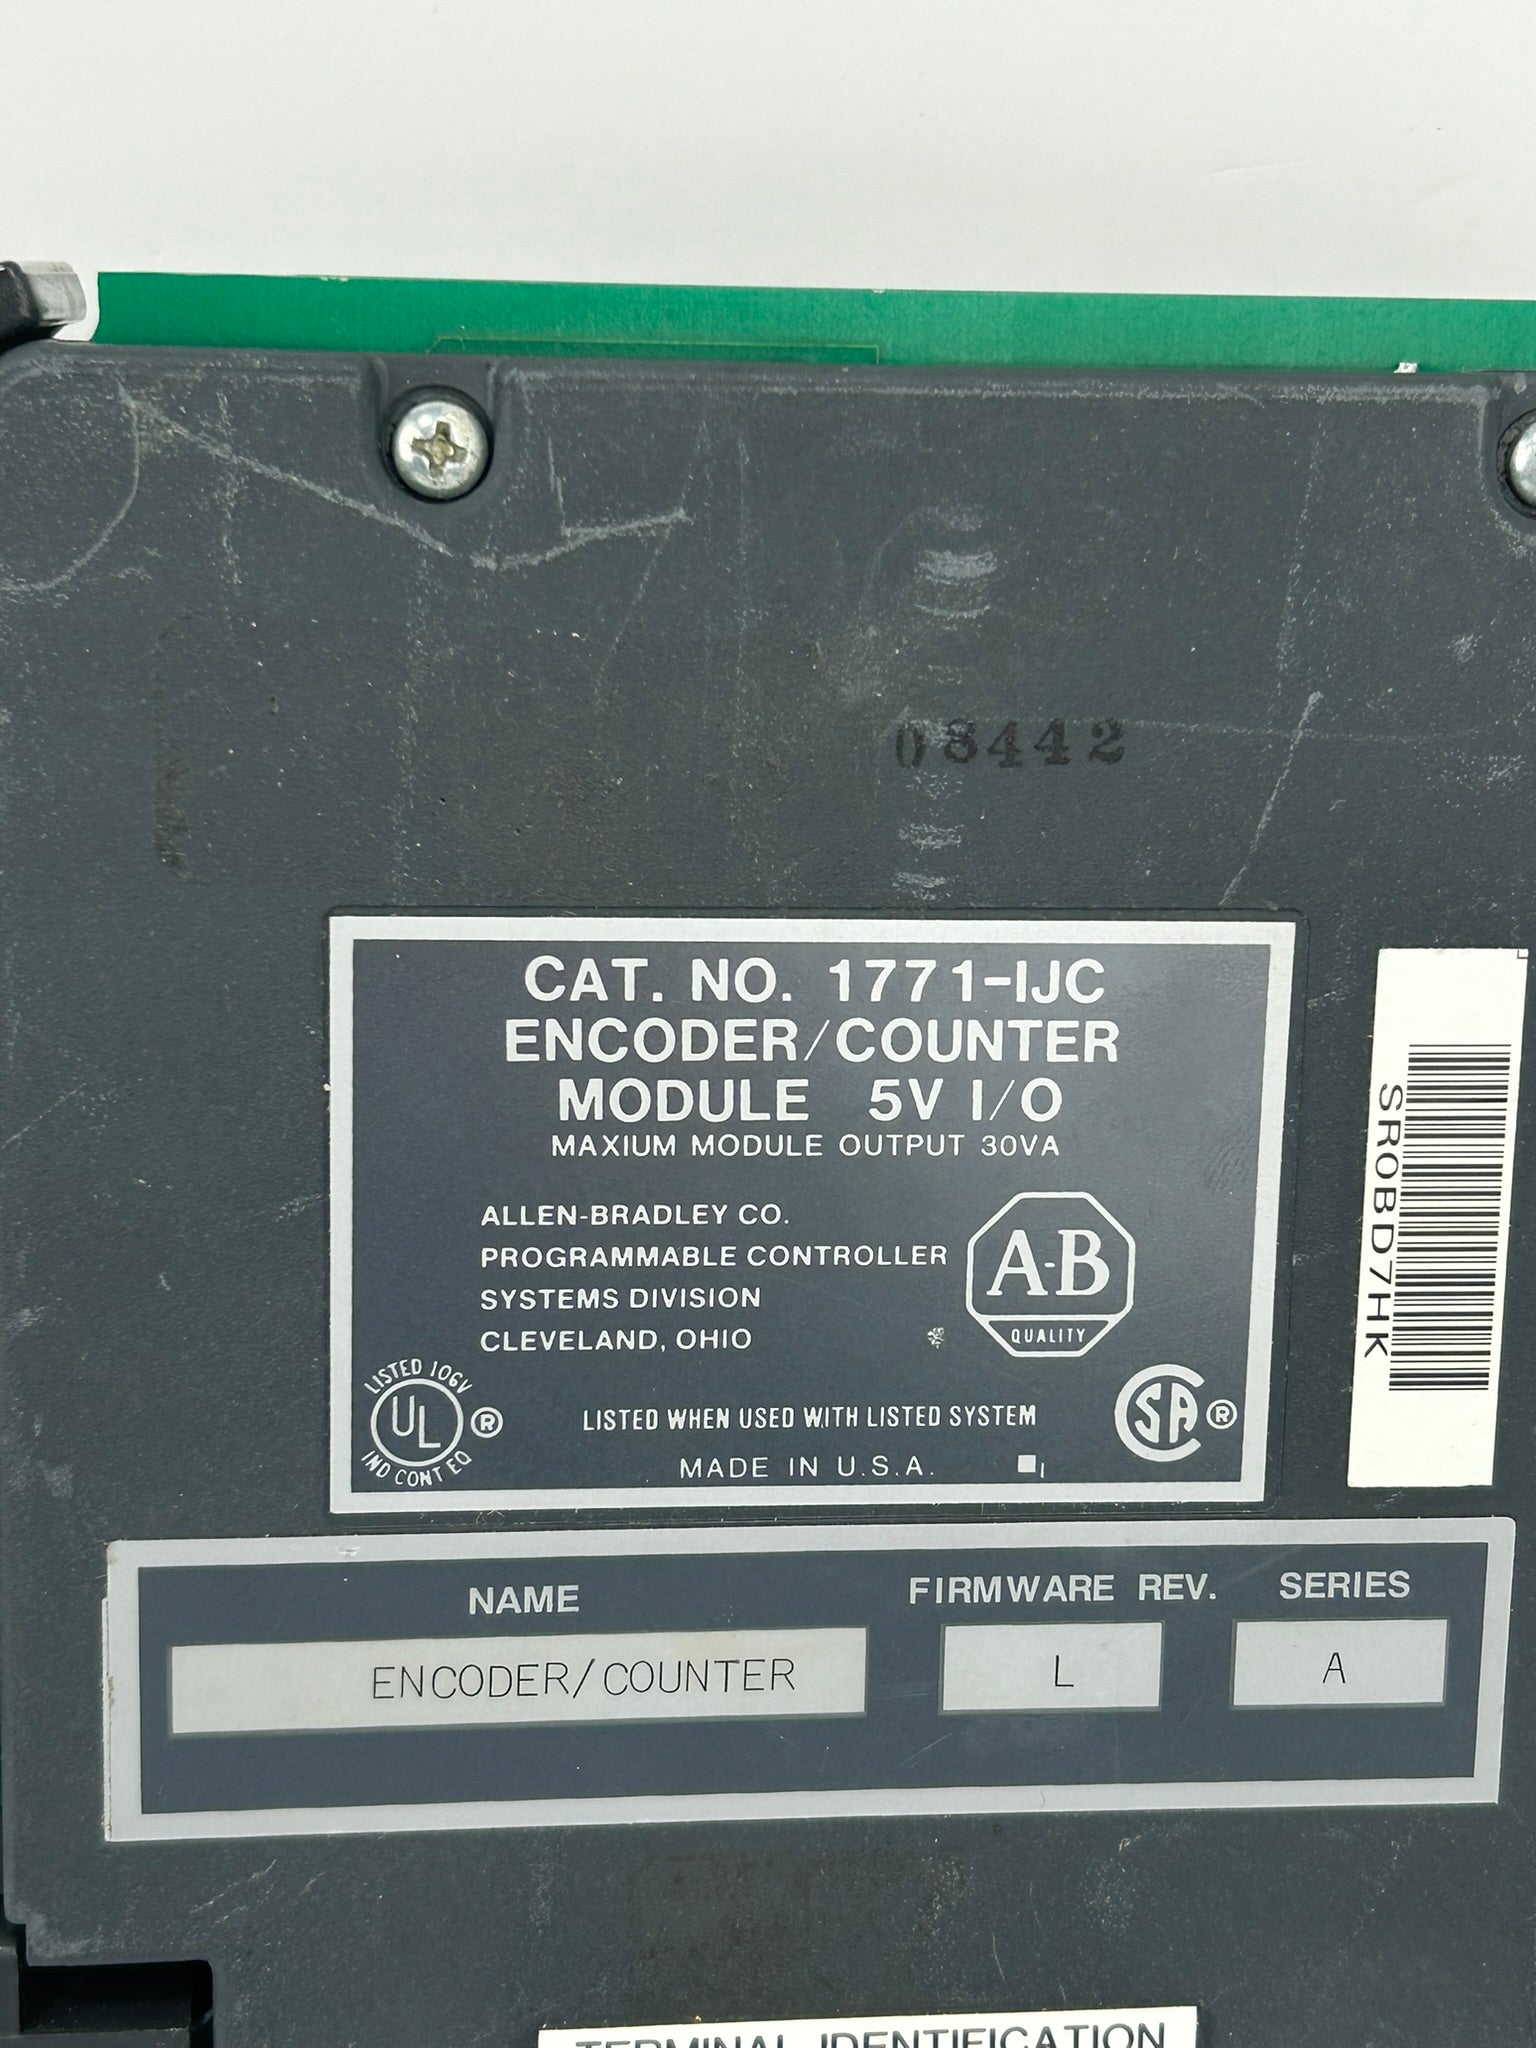 08442
CAT. NO. 1771-IJC
ENCODER/COUNTER
MODULE 5V I/O
MAXIUM MODULE OUTPUT 30VA
ALLEN-BRADLEY CO.
PROGRAMMABLE CONTROLLER
SYSTEMS DIVISION
CLEVELAND, OHIO
A-B
QUALITY
LISTED 106V
UL ®
IND CONT EQ
LISTED WHEN USED WITH LISTED SYSTEM
MADE IN U.S.A.
SA ®
SR0BD7HK
NAME FIRMWARE REV. SERIES
ENCODER/COUNTER L A
TERMINAL IDENTIFICATION